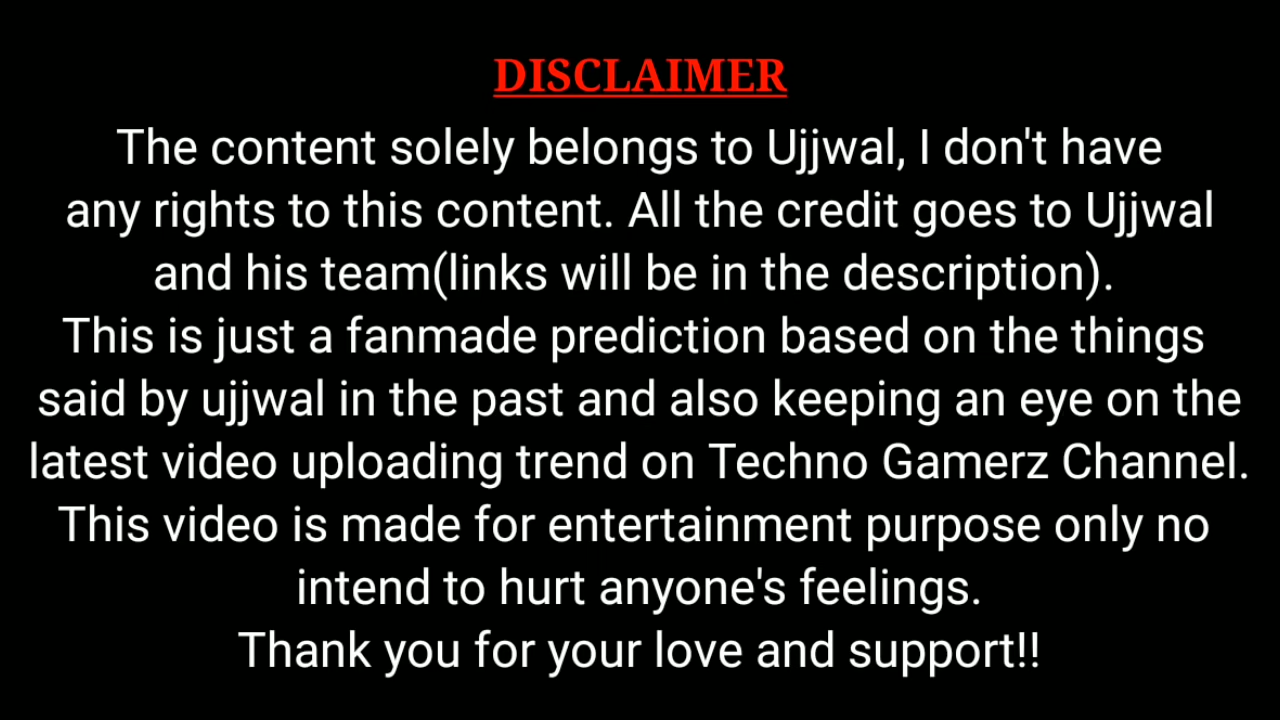 DISCLAIMER
The content solely belongs to Ujjwal, I don't have
any rights to this content. All the credit goes to Ujjwal
and his team(links will be in the description).
This is just a fanmade prediction based on the things
said by ujjwal in the past and also keeping an eye on the
latest video uploading trend on Techno Gamerz Channel.
This video is made for entertainment purpose only no
intend to hurt anyone's feelings.
Thank you for your love and support!!